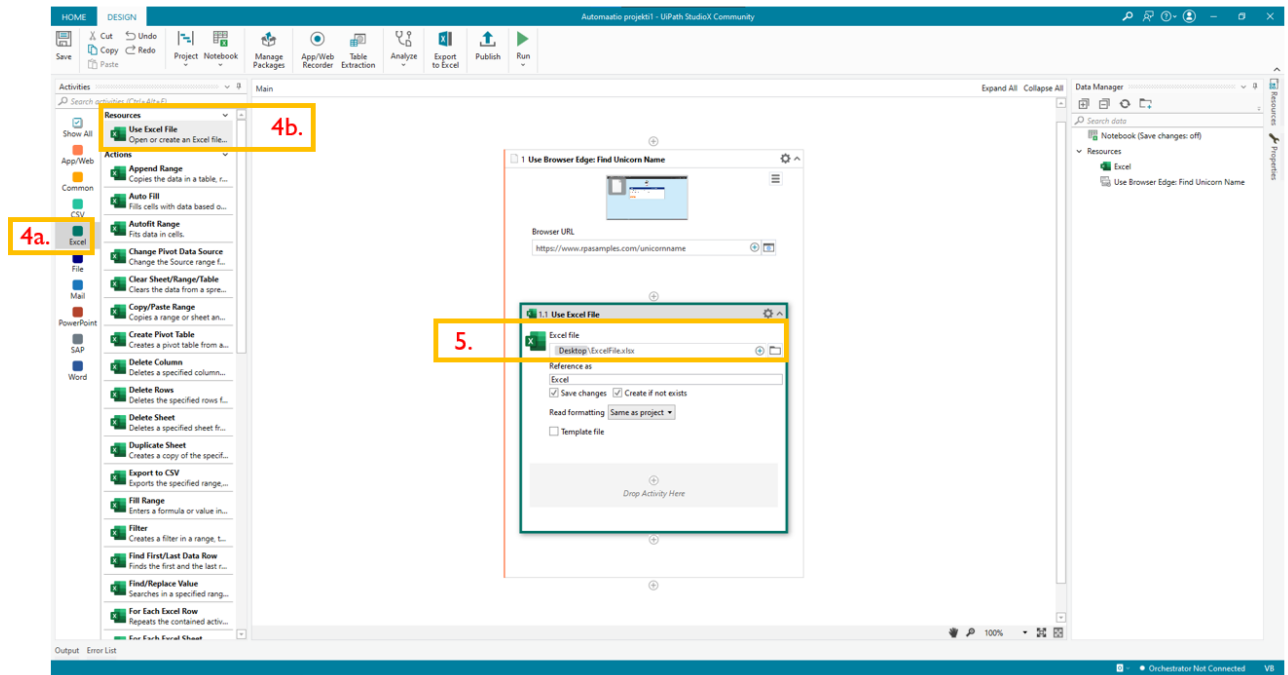 HOME DESIGN
Automaatio projekti1 - UiPath StudioX Community
Save
Cut
Copy
Paste
Undo
Redo
Project
Notebook
Manage Packages
App/Web Recorder
Table Extraction
Analyze
Export to Excel
Publish
Run
Activities
Search activities (Ctrl+Alt+F)
Show All
App/Web
Common
CSV
4a.
Excel
File
Mail
PowerPoint
SAP
Word
Resources
4b.
Use Excel File
Open or create an Excel file...
Actions
Append Range
Copies the data in a table, r...
Auto Fill
Fills cells with data based o...
Autofit Range
Fits data in cells.
Change Pivot Data Source
Change the Source range f...
Clear Sheet/Range/Table
Clears the data from a spre...
Copy/Paste Range
Copies a range or sheet an...
Create Pivot Table
Creates a pivot table from a...
Delete Column
Deletes a specified column...
Delete Rows
Deletes the specified rows f...
Delete Sheet
Deletes a specified sheet fr...
Duplicate Sheet
Creates a copy of the specif...
Export to CSV
Exports the specified range,...
Fill Range
Enters a formula or value in...
Filter
Creates a filter in a range, t...
Find First/Last Data Row
Finds the first and the last r...
Find/Replace Value
Searches in a specified rang...
For Each Excel Row
Repeats the contained activ...
For Each Excel Sheet
Main
Expand All Collapse All
1 Use Browser Edge: Find Unicorn Name
Browser URL
https://www.rpasamples.com/unicornname
1.1 Use Excel File
5.
Excel file
Desktop \ExcelFile.xlsx
Reference as
Excel
Save changes Create if not exists
Read formatting Same as project
Template file
Drop Activity Here
100%
Data Manager
Search data
Notebook (Save changes: off)
Resources
Excel
Use Browser Edge: Find Unicorn Name
Resources
Properties
Output Error List
Orchestrator Not Connected VB